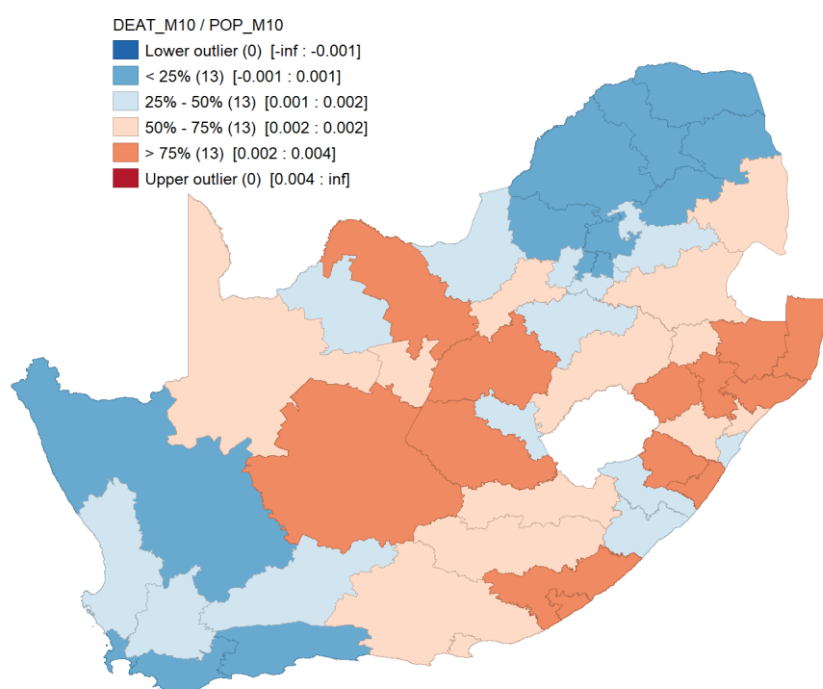 DEAT_M10 / POP_M10
Lower outlier (0) [-inf : -0.001]
< 25% (13) [-0.001 : 0.001]
25% - 50% (13) [0.001 : 0.002]
50% - 75% (13) [0.002 : 0.002]
> 75% (13) [0.002 : 0.004]
Upper outlier (0) [0.004 : inf]